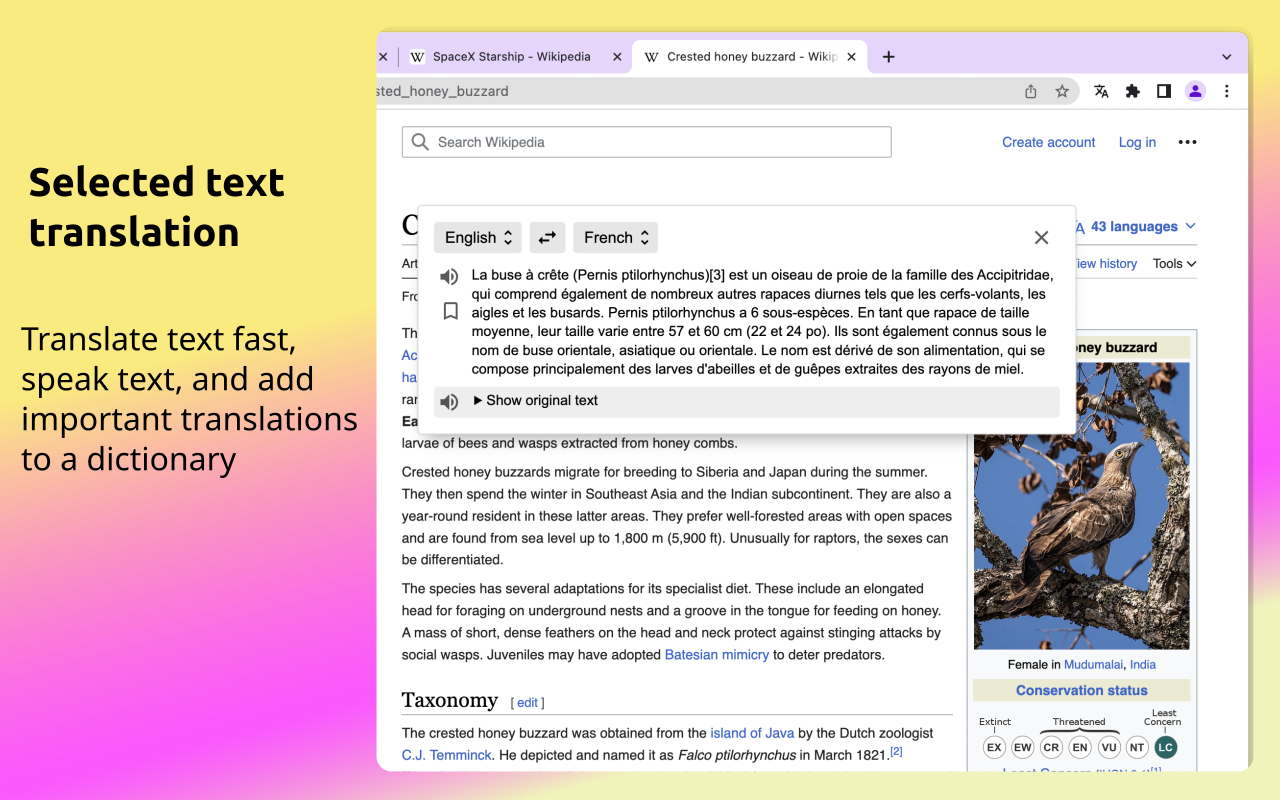 Selected text
translation
Translate text fast,
speak text, and add
important translations
to a dictionary
SpaceX Starship - Wikipedia
Crested honey buzzard - Wikip
sted_honey_buzzard
Search Wikipedia
Create account
Log in
C
43 languages
English
French
Art
iew history
Tools
La buse à crête (Pernis ptilorhynchus)[3] est un oiseau de proie de la famille des Accipitridae,
qui comprend également de nombreux autres rapaces diurnes tels que les cerfs-volants, les
aigles et les busards. Pernis ptilorhynchus a 6 sous-espèces. En tant que rapace de taille
moyenne, leur taille varie entre 57 et 60 cm (22 et 24 po). Ils sont également connus sous le
nom de buse orientale, asiatique ou orientale. Le nom est dérivé de son alimentation, qui se
compose principalement des larves d'abeilles et de guêpes extraites des rayons de miel.
Show original text
Fro
Th
Ac
ha
ran
Ea
larvae of bees and wasps extracted from honey combs.
Crested honey buzzards migrate for breeding to Siberia and Japan during the summer.
They then spend the winter in Southeast Asia and the Indian subcontinent. They are also a
year-round resident in these latter areas. They prefer well-forested areas with open spaces
and are found from sea level up to 1,800 m (5,900 ft). Unusually for raptors, the sexes can
be differentiated.
The species has several adaptations for its specialist diet. These include an elongated
head for foraging on underground nests and a groove in the tongue for feeding on honey.
A mass of short, dense feathers on the head and neck protect against stinging attacks by
social wasps. Juveniles may have adopted Batesian mimicry to deter predators.
Taxonomy [ edit ]
The crested honey buzzard was obtained from the island of Java by the Dutch zoologist
C.J. Temminck. He depicted and named it as Falco ptilorhynchus in March 1821.[2]
ney buzzard
Female in Mudumalai, India
Conservation status
Extinct
Threatened
Least
Concern
EX EW CR EN VU NT LC